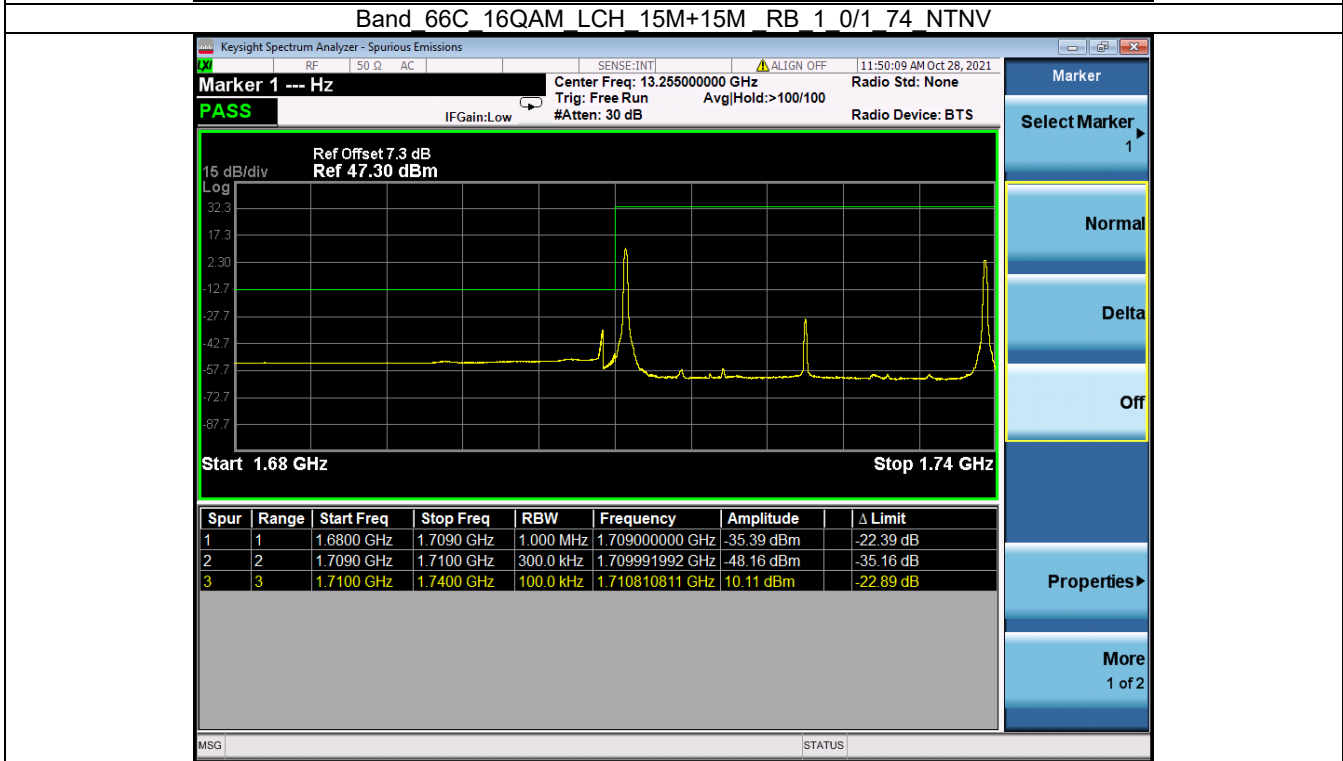 Band_66C_16QAM_LCH_15M+15M _RB_1_0/1_74_NTNV
Keysight Spectrum Analyzer - Spurious Emissions
LXI RF 50 Ω AC SENSE:INT ALIGN OFF 11:50:09 AM Oct 28, 2021
Marker 1 --- Hz Center Freq: 13.255000000 GHz Radio Std: None
Trig: Free Run Avg|Hold:>100/100
PASS IFGain:Low #Atten: 30 dB Radio Device: BTS
Ref Offset 7.3 dB
15 dB/div Ref 47.30 dBm
Log
32.3
17.3
2.30
-12.7
-27.7
-42.7
-57.7
-72.7
-87.7
Start 1.68 GHz Stop 1.74 GHz
Spur Range Start Freq Stop Freq RBW Frequency Amplitude Δ Limit
1 1 1.6800 GHz 1.7090 GHz 1.000 MHz 1.709000000 GHz -35.39 dBm -22.39 dB
2 2 1.7090 GHz 1.7100 GHz 300.0 kHz 1.709991992 GHz -48.16 dBm -35.16 dB
3 3 1.7100 GHz 1.7400 GHz 100.0 kHz 1.710810811 GHz 10.11 dBm -22.89 dB
MSG STATUS
Marker
Select Marker
1
Normal
Delta
Off
Properties
More
1 of 2